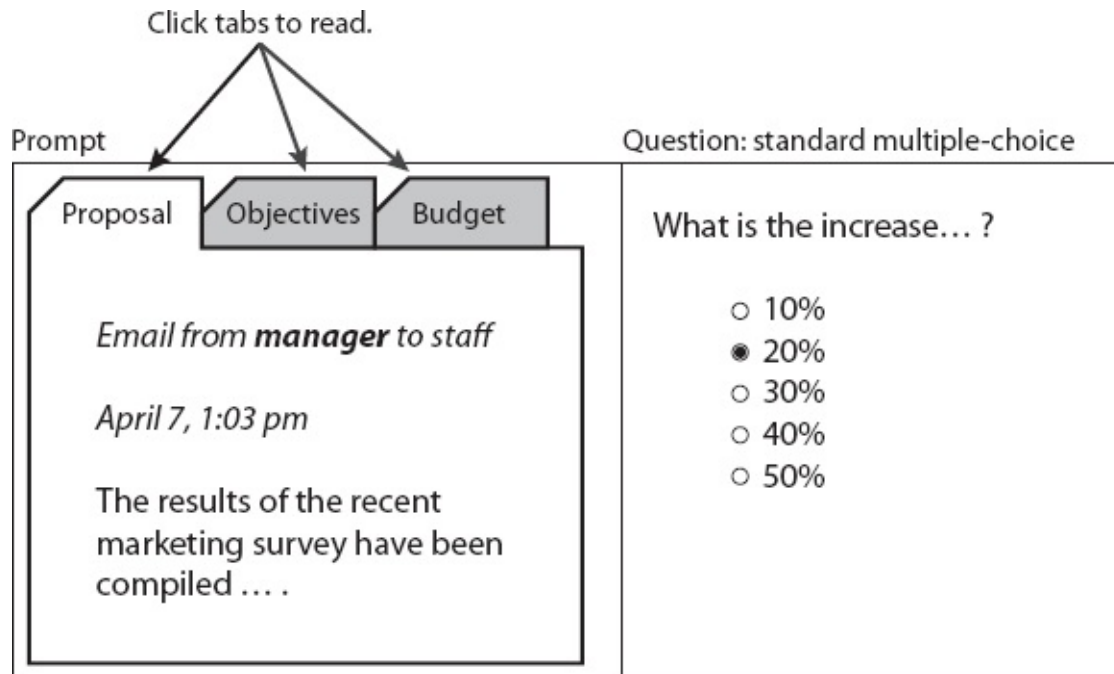 Click tabs to read.
Prompt
Question: standard multiple-choice
Proposal
Objectives
Budget
Email from manager to staff
April 7, 1:03 pm
The results of the recent
marketing survey have been
compiled ... .
What is the increase... ?
10%
20%
30%
40%
50%